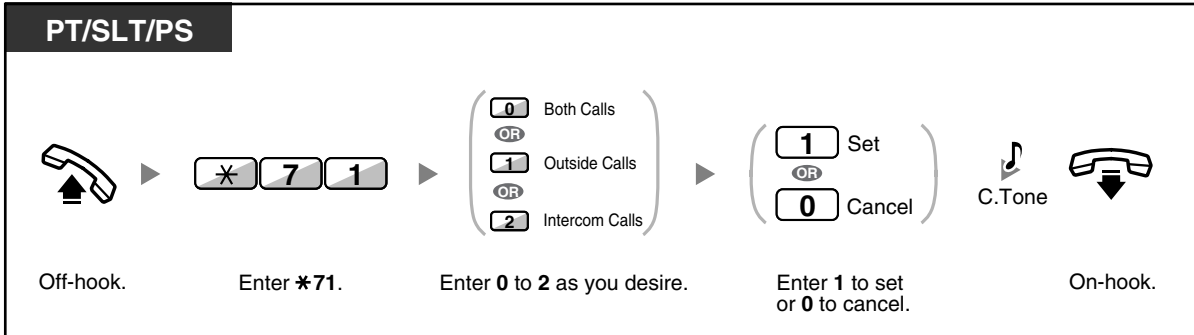 PT/SLT/PS
0 Both Calls
OR
1 Outside Calls
OR
2 Intercom Calls
1 Set
OR
0 Cancel
✳ 7 1
C.Tone
Off-hook.
Enter ✳71.
Enter 0 to 2 as you desire.
Enter 1 to set
or 0 to cancel.
On-hook.